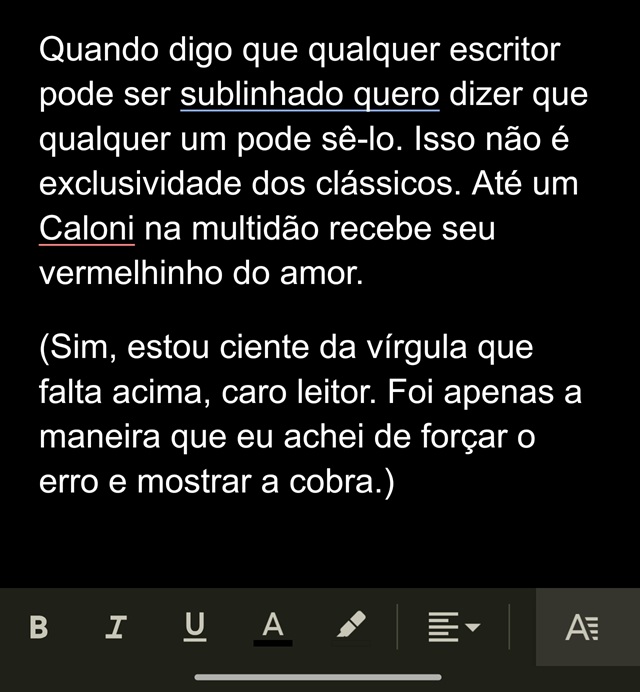 Quando digo que qualquer escritor
pode ser sublinhado quero dizer que
qualquer um pode sê-lo. Isso não é
exclusividade dos clássicos. Até um
Caloni na multidão recebe seu
vermelhinho do amor.
(Sim, estou ciente da vírgula que
falta acima, caro leitor. Foi apenas a
maneira que eu achei de forçar o
erro e mostrar a cobra.)
B I U A A